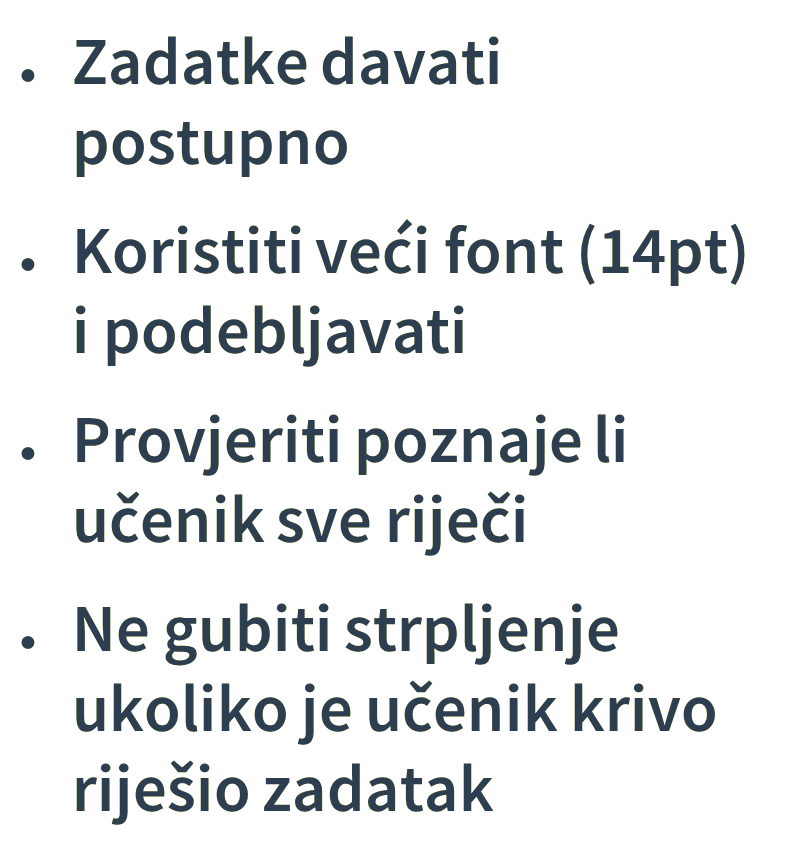 • Zadatke davati
postupno
• Koristiti veći font (14pt)
i podebljavati
• Provjeriti poznaje li
učenik sve riječi
• Ne gubiti strpljenje
ukoliko je učenik krivo
riješio zadatak